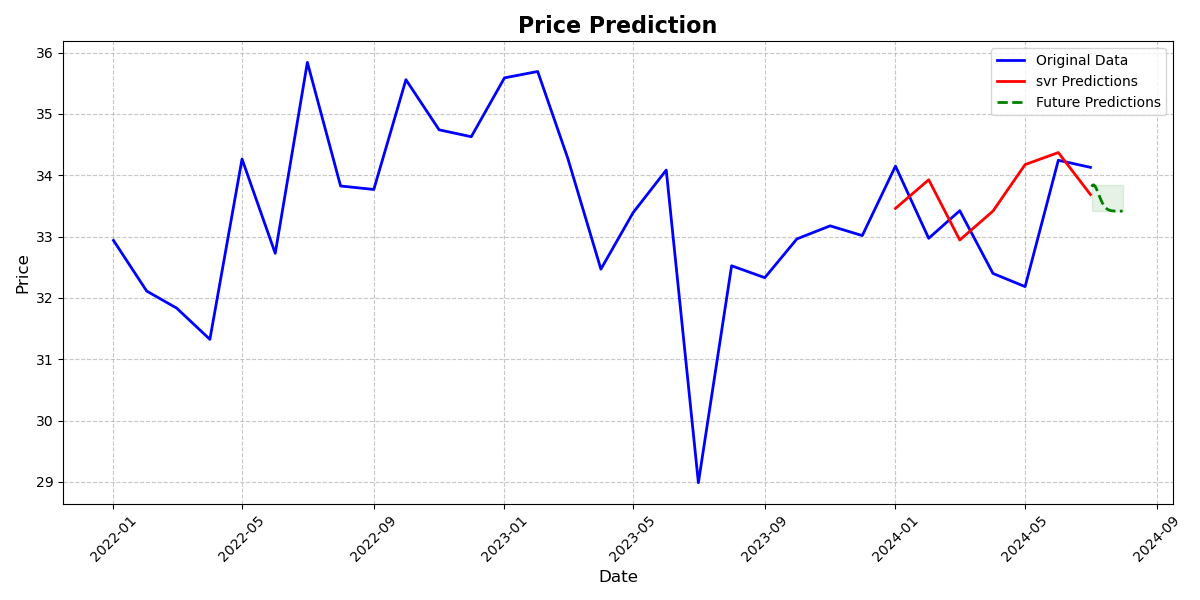 Price Prediction
Original Data
svr Predictions
Future Predictions
Price
36
35
34
33
32
31
30
29
2022-01
2022-05
2022-09
2023-01
2023-05
2023-09
2024-01
2024-05
2024-09
Date